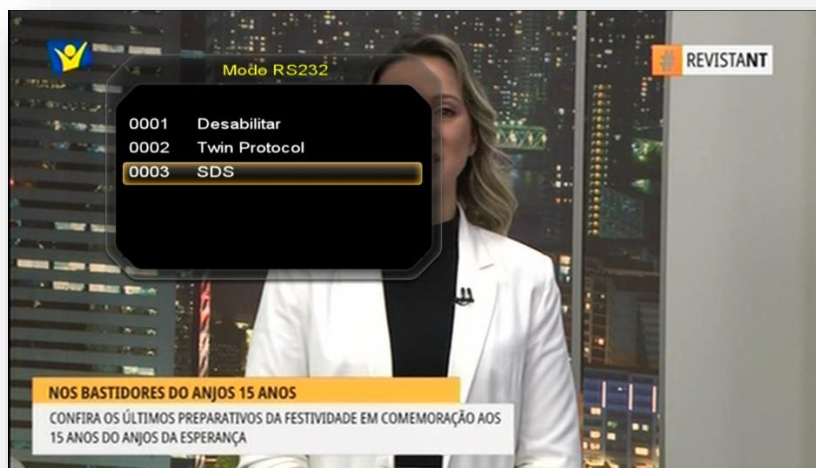 Modo RS232
REVISTANT
0001 Desabilitar
0002 Twin Protocol
0003 SDS
NOS BASTIDORES DO ANJOS 15 ANOS
CONFIRA OS ÚLTIMOS PREPARATIVOS DA FESTIVIDADE EM COMEMORAÇÃO AOS
15 ANOS DO ANJOS DA ESPERANÇA